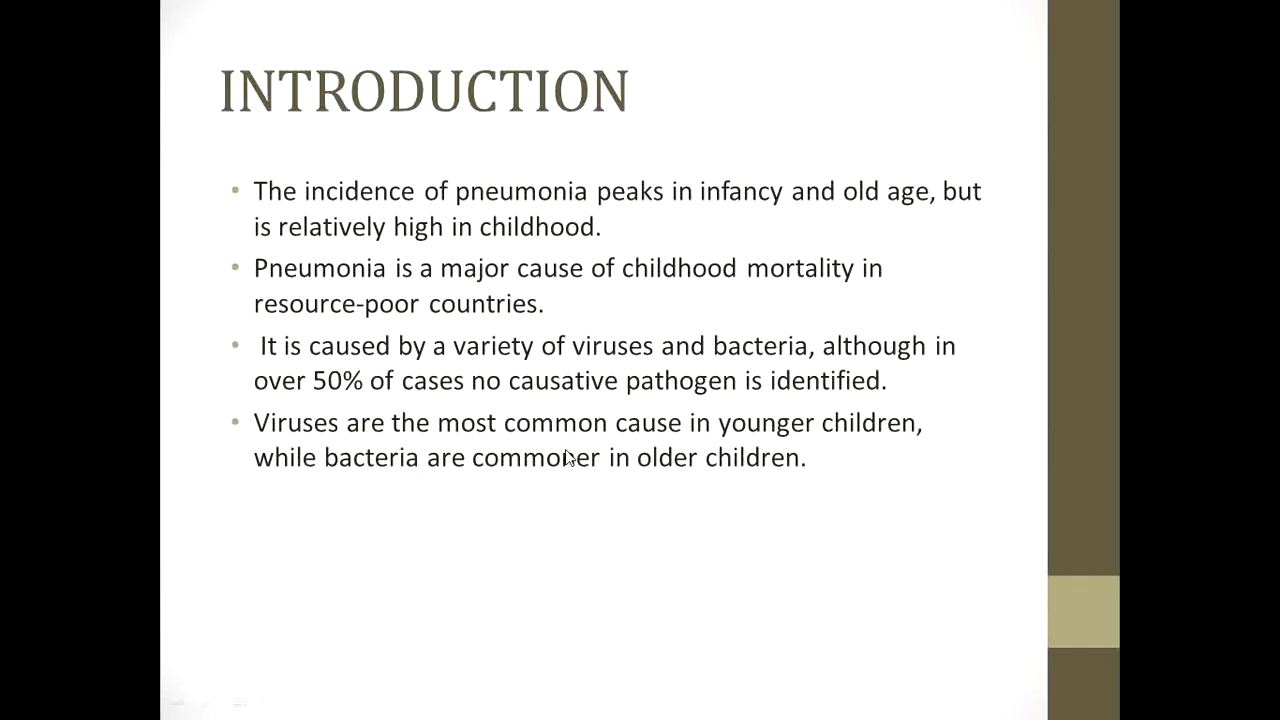 INTRODUCTION
• The incidence of pneumonia peaks in infancy and old age, but
is relatively high in childhood.
• Pneumonia is a major cause of childhood mortality in
resource-poor countries.
• It is caused by a variety of viruses and bacteria, although in
over 50% of cases no causative pathogen is identified.
• Viruses are the most common cause in younger children,
while bacteria are commoner in older children.